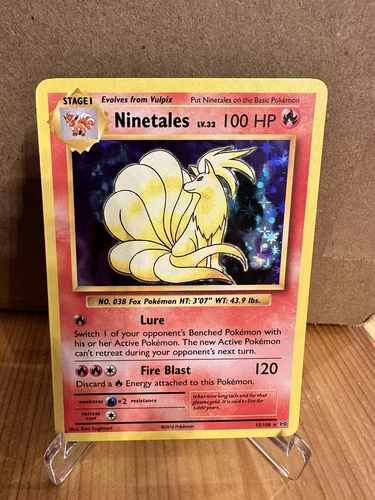 STAGE 1 Evolves from Vulpix Put Ninetales on the Basic Pokémon
Ninetales LV.32 100 HP
NO. 038 Fox Pokémon HT: 3'07" WT: 43.9 lbs.
Lure
Switch 1 of your opponent's Benched Pokémon with
his or her Active Pokémon. The new Active Pokémon
can't retreat during your opponent's next turn.
Fire Blast 120
Discard a Energy attached to this Pokémon.
weakness ×2 resistance
retreat
cost
It has nine long tails and fur that
gleams gold. It is said to live for
1,000 years.
Illus. Ken Sugimori ©2016 Pokémon 15/108